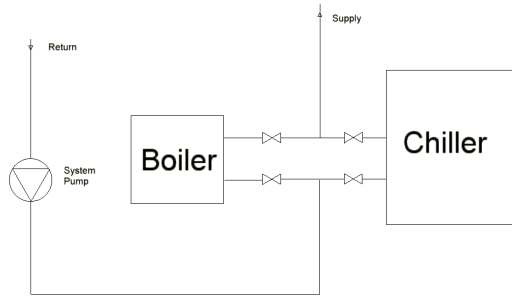 Supply
Return
Boiler
Chiller
System
Pump